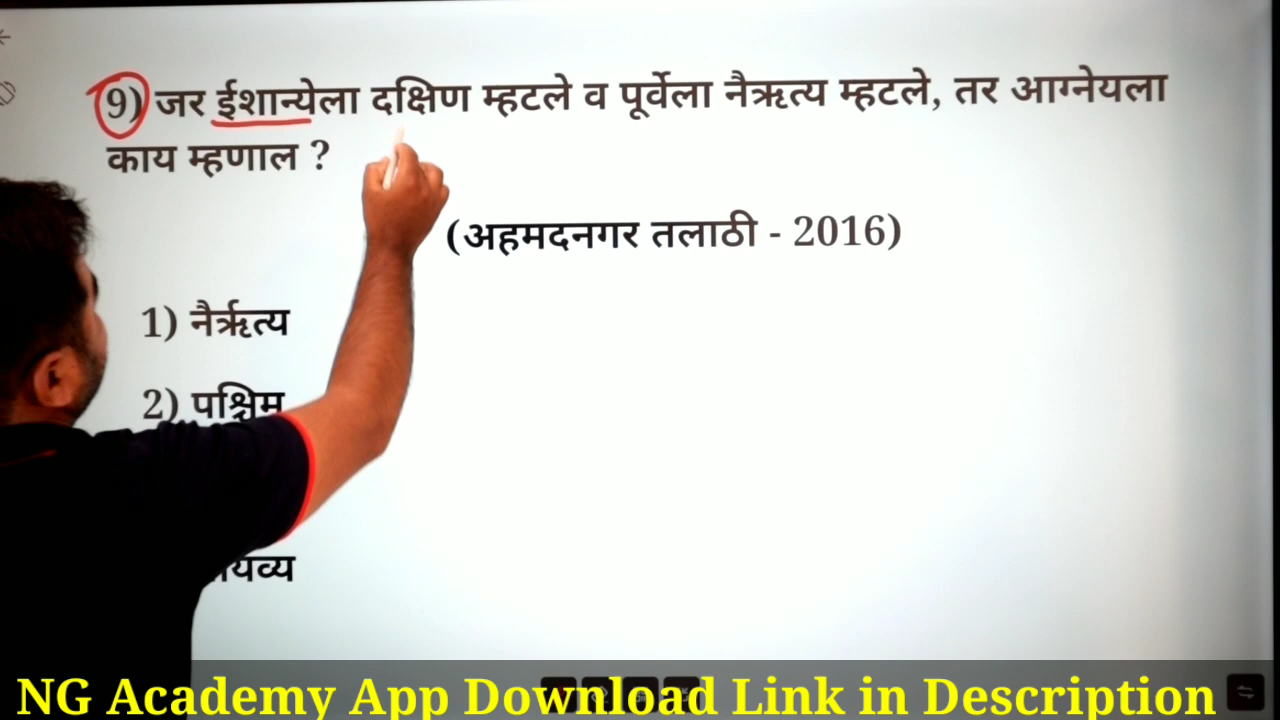 9) जर ईशान्येला दक्षिण म्हटले व पूर्वेला नैऋत्य म्हटले, तर आग्नेयला
काय म्हणाल ?
(अहमदनगर तलाठी - 2016)
1) नैर्ऋत्य
2) पश्चिम
NG Academy App Download Link in Description